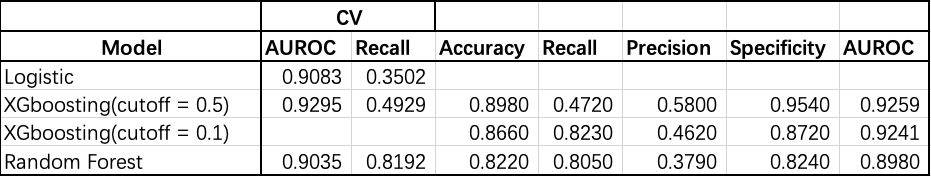 CV
Model AUROC Recall Accuracy Recall Precision Specificity AUROC
Logistic 0.9083 0.3502
XGboosting(cutoff = 0.5) 0.9295 0.4929 0.8980 0.4720 0.5800 0.9540 0.9259
XGboosting(cutoff = 0.1) 0.8660 0.8230 0.4620 0.8720 0.9241
Random Forest 0.9035 0.8192 0.8220 0.8050 0.3790 0.8240 0.8980